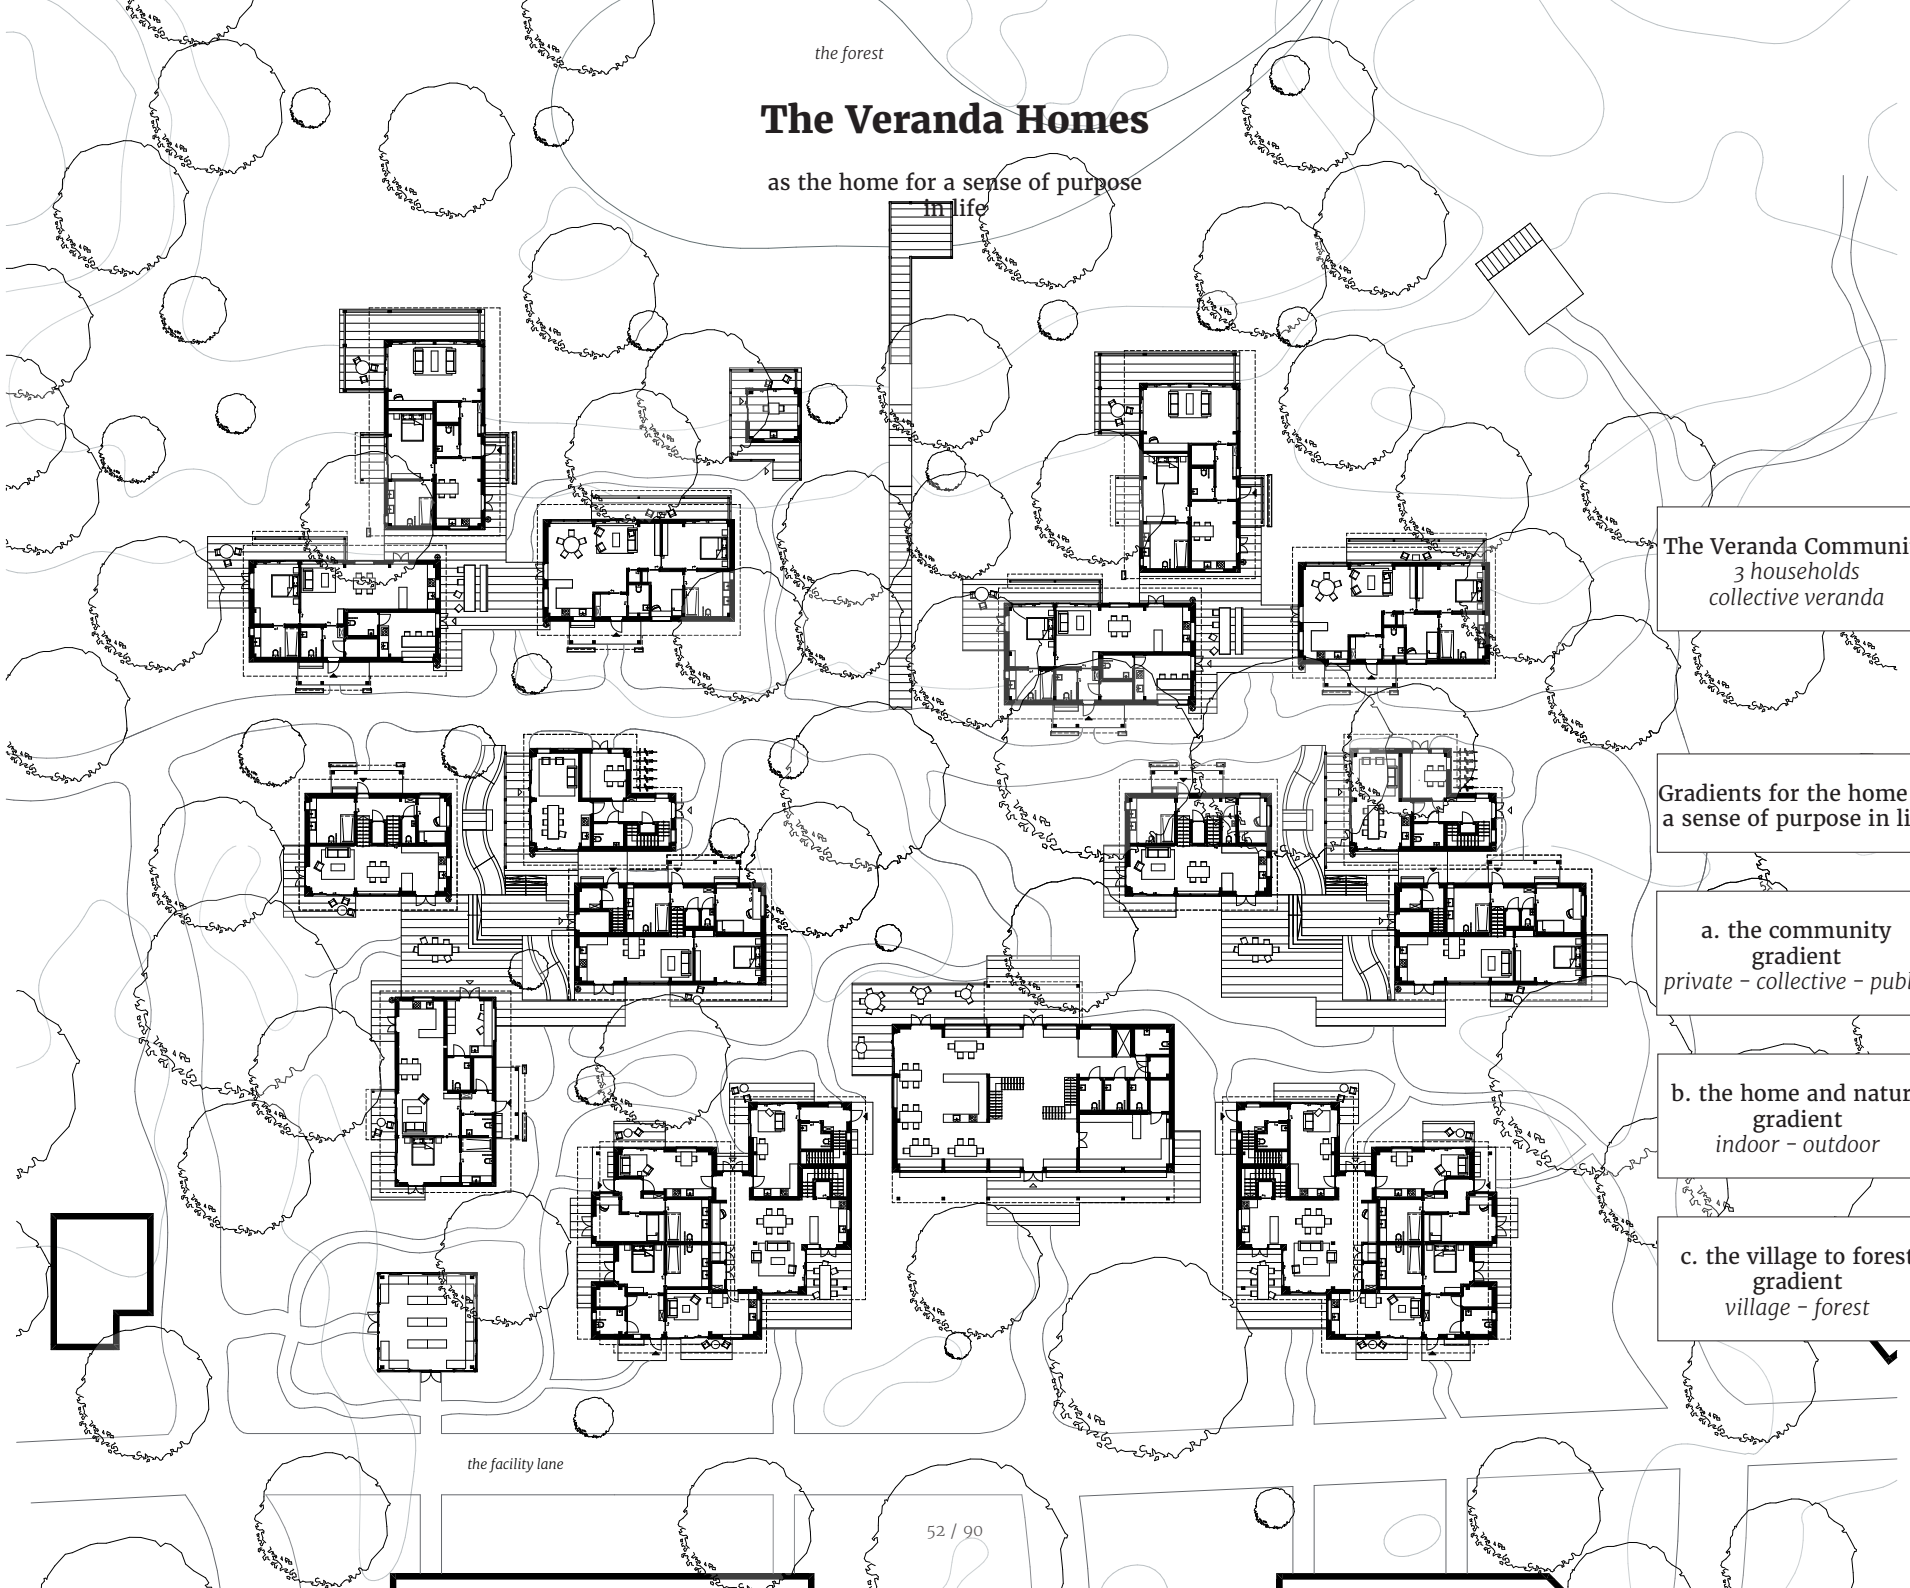 the forest
The Veranda Homes
as the home for a sense of purpose
in life
The Veranda Communi
3 households
collective veranda
Gradients for the home
a sense of purpose in li
a. the community
gradient
private – collective – publ
b. the home and natur
gradient
indoor – outdoor
c. the village to forest
gradient
village – forest
the facility lane
52 / 90